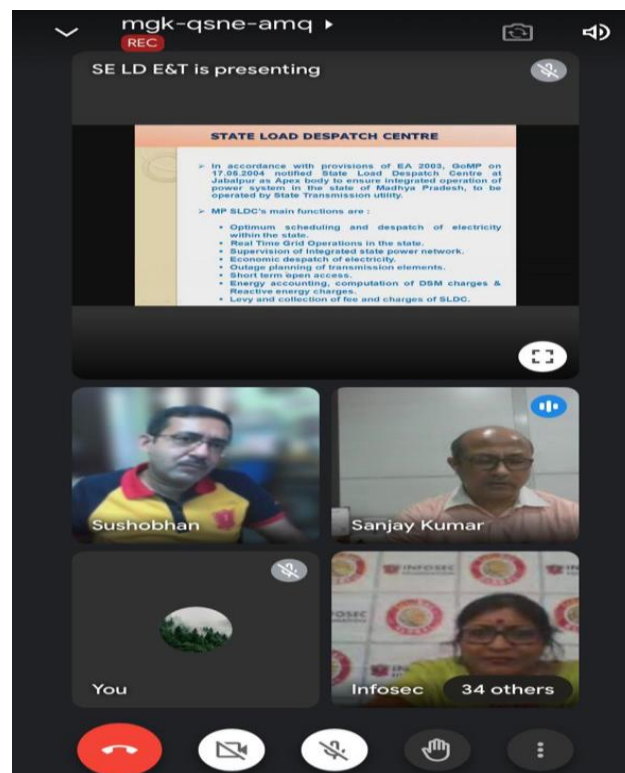 mgk-qsne-amq
REC
SE LD E&T is presenting
STATE LOAD DESPATCH CENTRE
➢ In accordance with provisions of EA 2003, GoMP on
17.05.2004 notified State Load Despatch Centre at
Jabalpur as Apex body to ensure integrated operation of
power system in the state of Madhya Pradesh, to be
operated by State Transmission utility.
➢ MP SLDC's main functions are :
• Optimum scheduling and despatch of electricity
within the state.
• Real Time Grid Operations in the state.
• Supervision of integrated state power network.
• Economic despatch of electricity.
• Outage planning of transmission elements.
• Short term open access.
• Energy accounting, computation of DSM charges &
Reactive energy charges.
• Levy and collection of fee and charges of SLDC.
Sushobhan
Sanjay Kumar
INFOSEC
You
Infosec
34 others